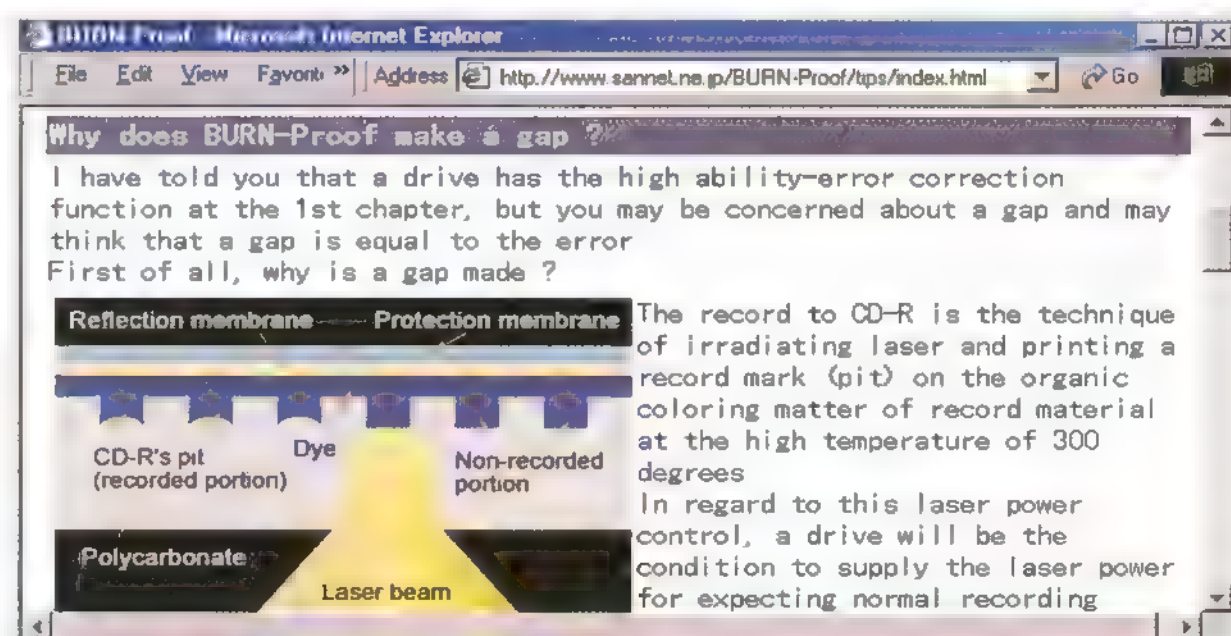 BURN-Proof - Microsoft Internet Explorer
File Edit View Favorit » Address http://www.sannet.ne.jp/BURN-Proof/tips/index.html Go
Why does BURN-Proof make a gap ?
I have told you that a drive has the high ability-error correction
function at the 1st chapter, but you may be concerned about a gap and may
think that a gap is equal to the error
First of all, why is a gap made ?
Reflection membrane Protection membrane
CD-R's pit
(recorded portion)
Dye
Non-recorded
portion
Polycarbonate
Laser beam
The record to CD-R is the technique
of irradiating laser and printing a
record mark (pit) on the organic
coloring matter of record material
at the high temperature of 300
degrees
In regard to this laser power
control, a drive will be the
condition to supply the laser power
for expecting normal recording